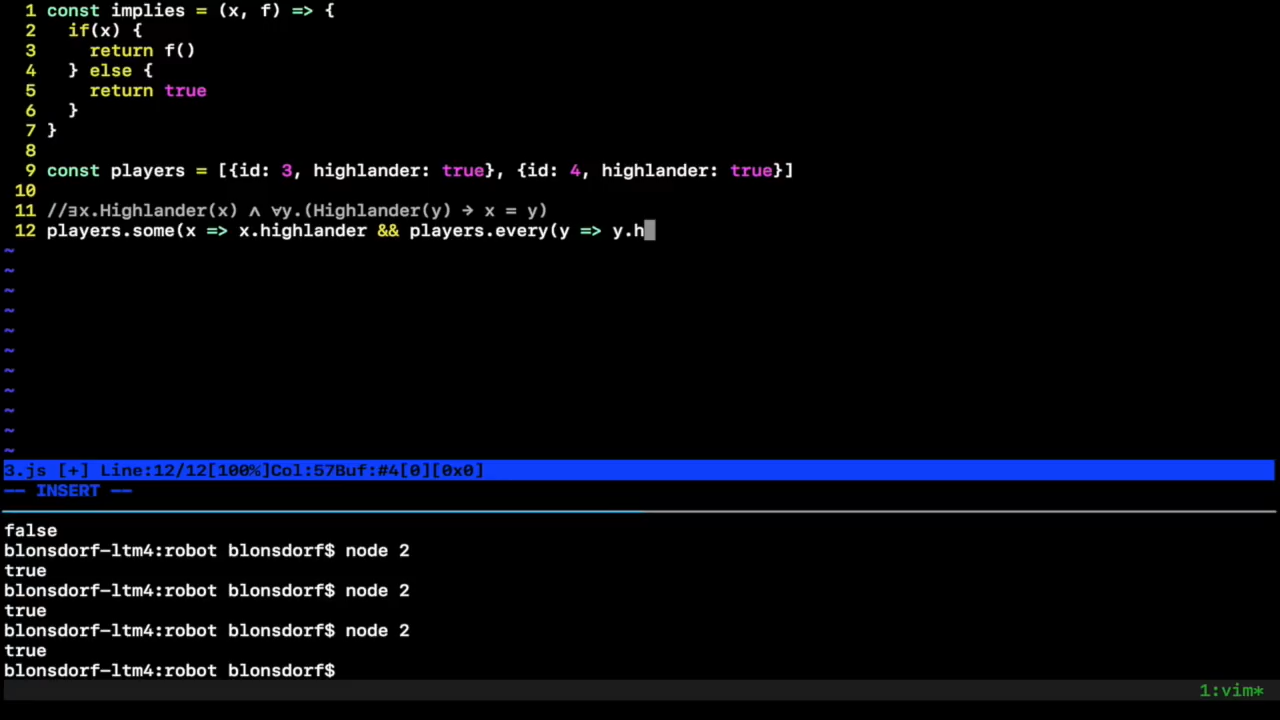 1 const implies = (x, f) => {
2   if(x) {
3     return f()
4   } else {
5     return true
6   }
7 }
8
9 const players = [{id: 3, highlander: true}, {id: 4, highlander: true}]
10
11 //∃x.Highlander(x) ∧ ∀y.(Highlander(y) → x = y)
12 players.some(x => x.highlander && players.every(y => y.h
~
~
~
~
~
~
~
~
~
~
~
3.js [+] Line:12/12[100%]Col:57Buf:#4[0][0x0]
-- INSERT --
false
blonsdorf-ltm4:robot blonsdorf$ node 2
true
blonsdorf-ltm4:robot blonsdorf$ node 2
true
blonsdorf-ltm4:robot blonsdorf$ node 2
true
blonsdorf-ltm4:robot blonsdorf$
1:vim*